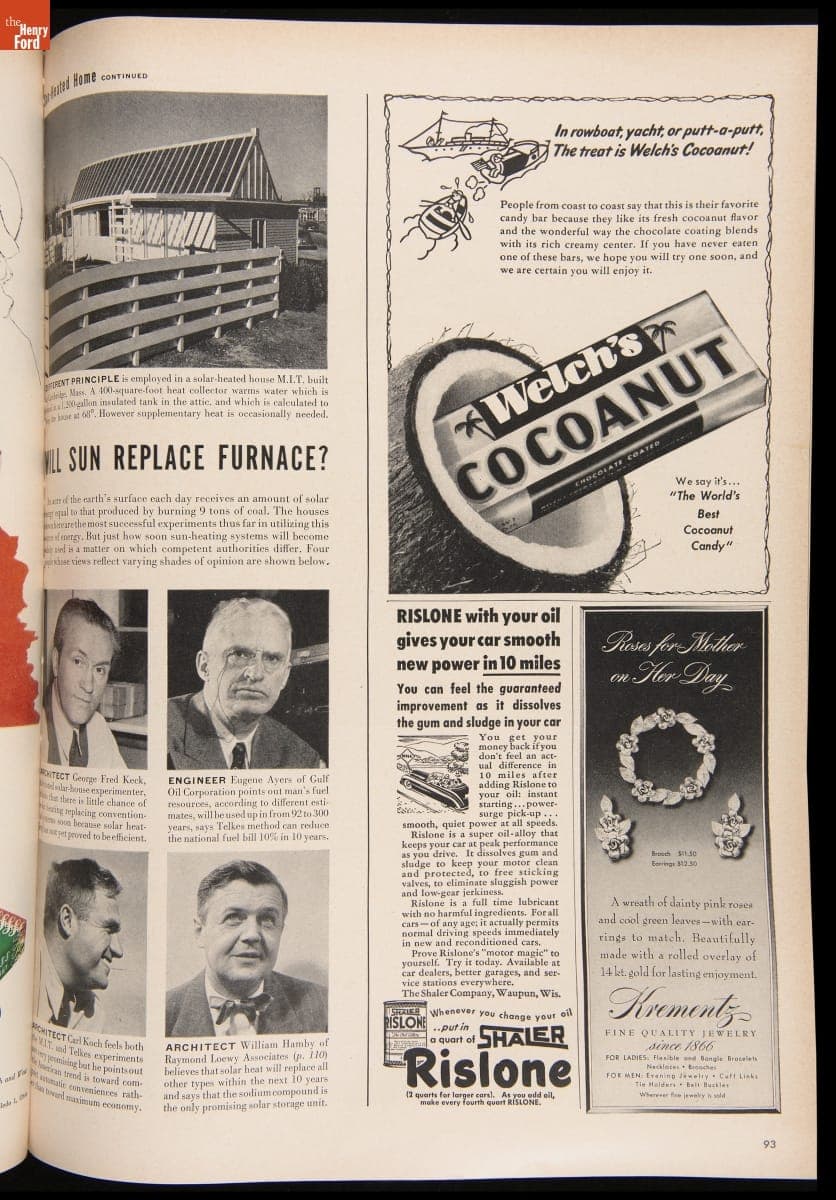 the
Henry
Ford
Heated Home CONTINUED
PRINCIPLE is employed in a solar-heated house M.I.T. built
Mass. A 400-square-foot heat collector warms water which is
in a 1,200-gallon insulated tank in the attic, and which is calculated to
house at 68°. However supplementary heat is occasionally needed.
WILL SUN REPLACE FURNACE?
acre of the earth's surface each day receives an amount of solar
equal to that produced by burning 9 tons of coal. The houses
are the most successful experiments thus far in utilizing this
of energy. But just how soon sun-heating systems will become
used is a matter on which competent authorities differ. Four
whose views reflect varying shades of opinion are shown below.
ARCHITECT George Fred Keck,
solar-house experimenter,
that there is little chance of
heating replacing convention-
soon because solar heat-
not yet proved to be efficient.
ENGINEER Eugene Ayers of Gulf
Oil Corporation points out man's fuel
resources, according to different esti-
mates, will be used up in from 92 to 300
years, says Telkes method can reduce
the national fuel bill 10% in 10 years.
ARCHITECT Carl Koch feels both
M.I.T. and Telkes experiments
very promising but he points out
American trend is toward com-
automatic conveniences rath-
than toward maximum economy.
ARCHITECT William Hamby of
Raymond Loewy Associates (p. 110)
believes that solar heat will replace all
other types within the next 10 years
and says that the sodium compound is
the only promising solar storage unit.
In rowboat, yacht, or putt-a-putt,
The treat is Welch's Cocoanut!
People from coast to coast say that this is their favorite
candy bar because they like its fresh cocoanut flavor
and the wonderful way the chocolate coating blends
with its rich creamy center. If you have never eaten
one of these bars, we hope you will try one soon, and
we are certain you will enjoy it.
Welch's
COCOANUT
CHOCOLATE COATED
We say it's...
"The World's
Best
Cocoanut
Candy"
RISLONE with your oil
gives your car smooth
new power in 10 miles
You can feel the guaranteed
improvement as it dissolves
the gum and sludge in your car
You get your
money back if you
don't feel an act-
ual difference in
10 miles after
adding Rislone to
your oil: instant
starting...power-
surge pick-up...
smooth, quiet power at all speeds.
Rislone is a super oil-alloy that
keeps your car at peak performance
as you drive. It dissolves gum and
sludge to keep your motor clean
and protected, to free sticking
valves, to eliminate sluggish power
and low-gear jerkiness.
Rislone is a full time lubricant
with no harmful ingredients. For all
cars—of any age; it actually permits
normal driving speeds immediately
in new and reconditioned cars.
Prove Rislone's "motor magic" to
yourself. Try it today. Available at
car dealers, better garages, and ser-
vice stations everywhere.
The Shaler Company, Waupun, Wis.
SHALER
RISLONE
Whenever you change your oil
..put in
a quart of SHALER
Rislone
(2 quarts for larger cars). As you add oil,
make every fourth quart RISLONE.
Roses for Mother
on Her Day
Brooch $11.50
Earrings $12.50
A wreath of dainty pink roses
and cool green leaves—with ear-
rings to match. Beautifully
made with a rolled overlay of
14 kt. gold for lasting enjoyment.
Krementz
FINE QUALITY JEWELRY
since 1866
FOR LADIES: Flexible and Bangle Bracelets
Necklaces • Brooches
FOR MEN: Evening Jewelry • Cuff Links
Tie Holders • Belt Buckles
Wherever fine jewelry is sold
93